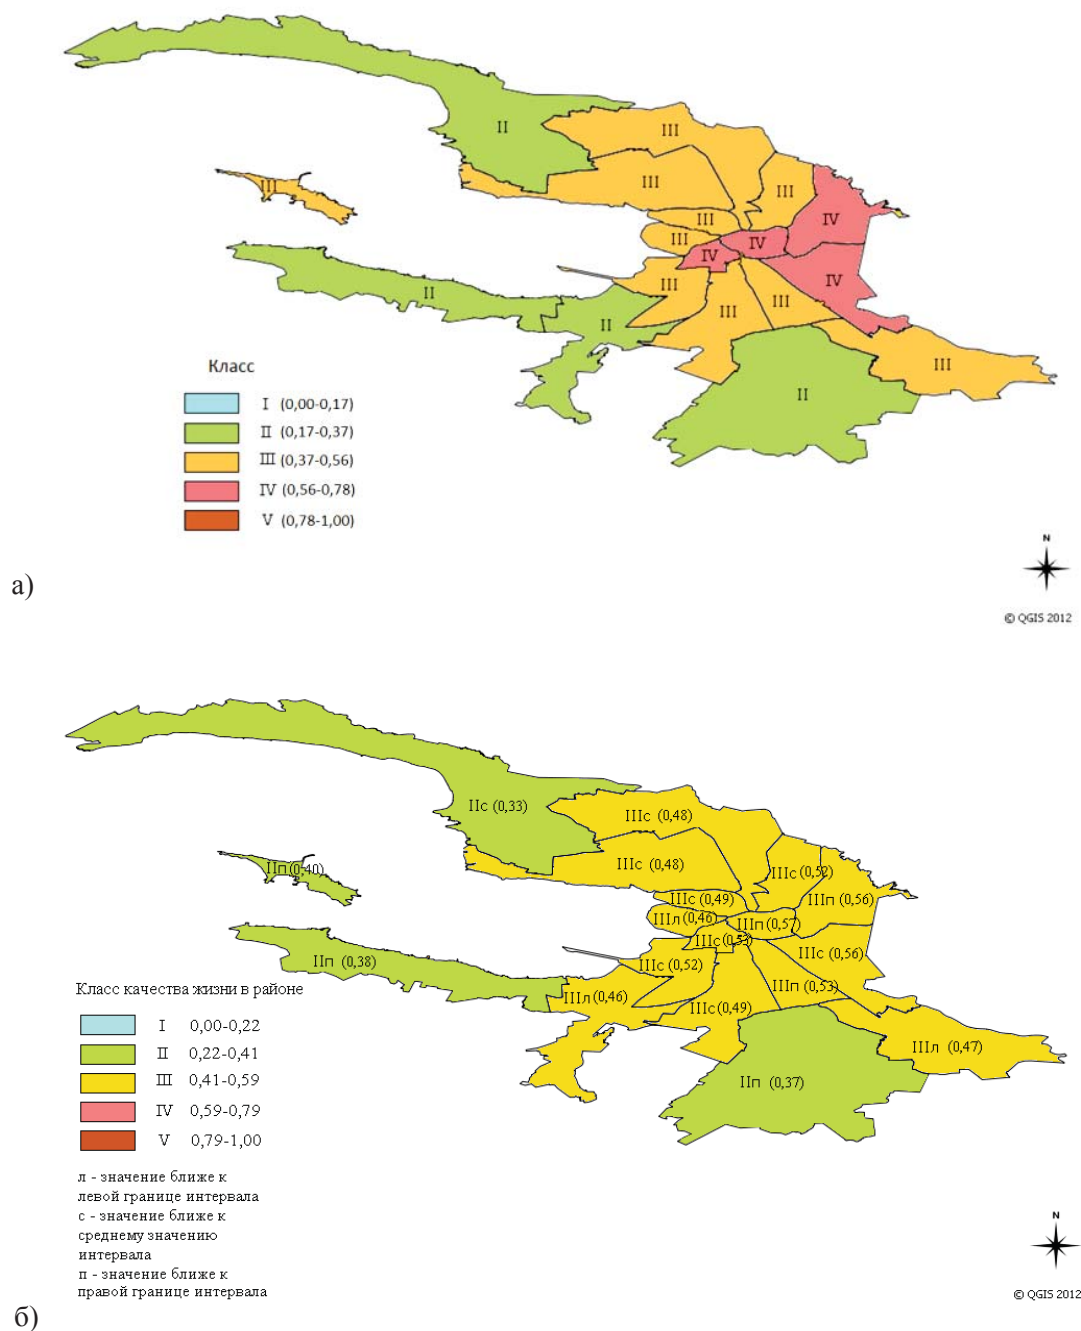 II
III
III
III
III
IV
III
III
IV
IV
IV
II
III
III
III
II
III
II
Класс
I (0,00-0,17)
II (0,17-0,37)
III (0,37-0,56)
IV (0,56-0,78)
V (0,78-1,00)
N
© QGIS 2012
а)
IIс (0,33)
IIIс (0,48)
IIIс (0,48)
IIп (0,40)
IIIс (0,52)
IIIс (0,49)
IIIп (0,56)
IIIл (0,46)
IIIп (0,57)
IIIс (0,53)
IIIс (0,56)
IIп (0,38)
IIIс (0,52)
IIIп (0,53)
IIIл (0,46)
IIIс (0,49)
IIIл (0,47)
IIп (0,37)
Класс качества жизни в районе
I 0,00-0,22
II 0,22-0,41
III 0,41-0,59
IV 0,59-0,79
V 0,79-1,00
л - значение ближе к
левой границе интервала
с - значение ближе к
среднему значению
интервала
п - значение ближе к
правой границе интервала
N
© QGIS 2012
б)